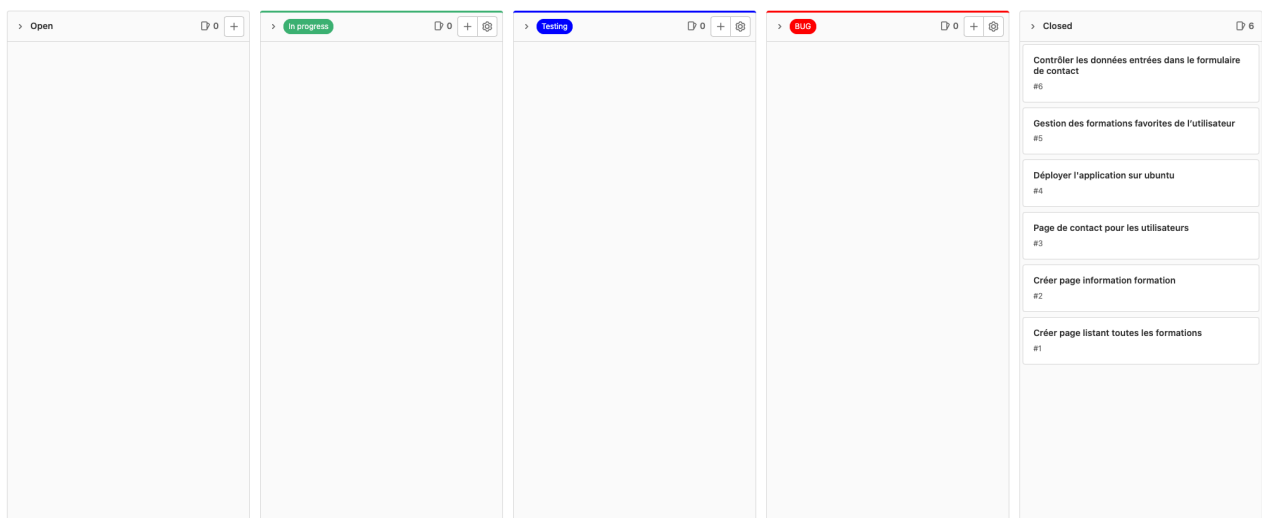 Open 0
In progress 0
Testing 0
BUG 0
Closed 6
Contrôler les données entrées dans le formulaire
de contact
#6
Gestion des formations favorites de l'utilisateur
#5
Déployer l'application sur ubuntu
#4
Page de contact pour les utilisateurs
#3
Créer page information formation
#2
Créer page listant toutes les formations
#1